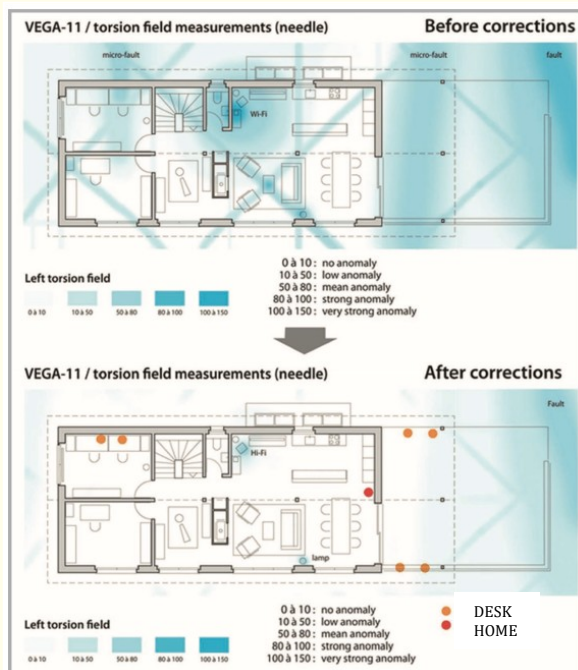 VEGA-11 / torsion field measurements (needle)
Before corrections
micro-fault
micro-fault
fault
Wi-Fi
Left torsion field
0 à 10 : no anomaly
10 à 50 : low anomaly
50 à 80 : mean anomaly
80 à 100 : strong anomaly
100 à 150 : very strong anomaly
0 à 10
10 à 50
50 à 80
80 à 100
100 à 150
VEGA-11 / torsion field measurements (needle)
After corrections
Fault
Hi-Fi
lamp
Left torsion field
0 à 10 : no anomaly
10 à 50 : low anomaly
50 à 80 : mean anomaly
80 à 100 : strong anomaly
100 à 150 : very strong anomaly
DESK
HOME
0 à 10
10 à 50
50 à 80
80 à 100
100 à 150